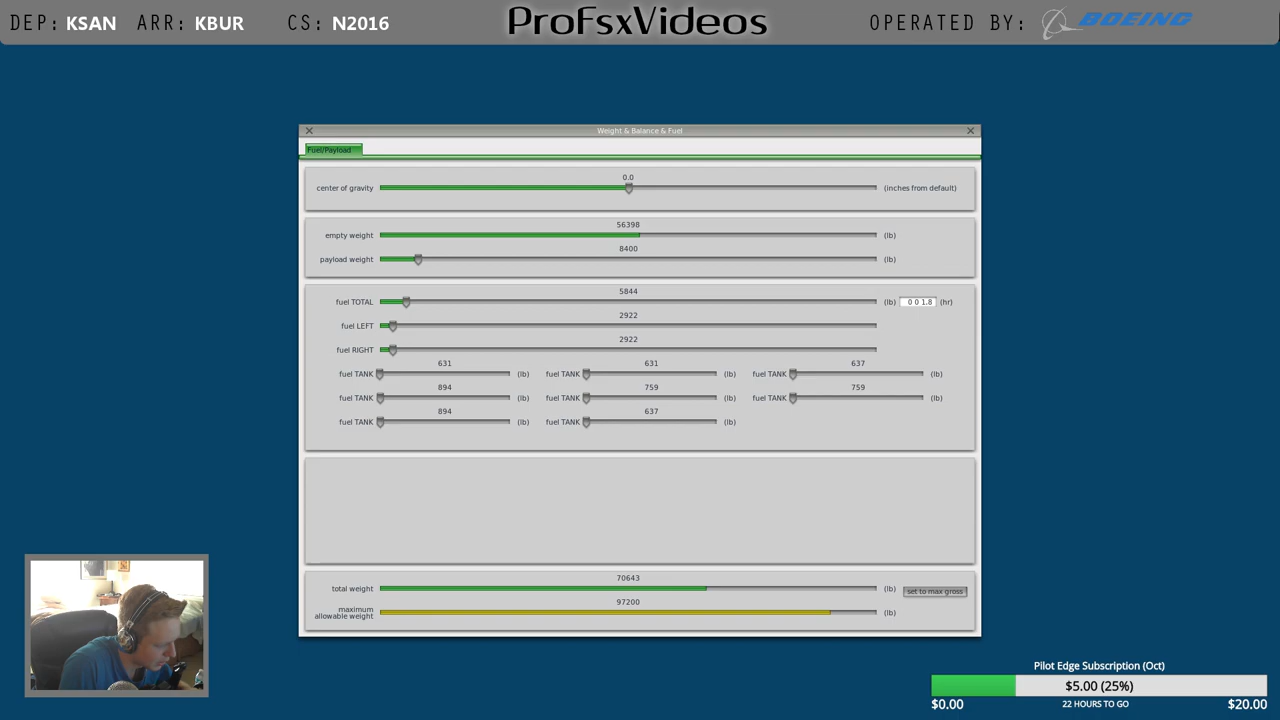 DEP: KSAN ARR: KBUR CS: N2016 ProFsxVideos OPERATED BY: BOEING
Weight & Balance & Fuel
Fuel/Payload
0.0
center of gravity (inches from default)
56398
empty weight (lb)
8400
payload weight (lb)
5844
fuel TOTAL (lb) 0 0 1.8 (hr)
2922
fuel LEFT
2922
fuel RIGHT
631 631 637
fuel TANK (lb) fuel TANK (lb) fuel TANK (lb)
894 759 759
fuel TANK (lb) fuel TANK (lb) fuel TANK (lb)
894 637
fuel TANK (lb) fuel TANK (lb)
70643
total weight (lb) set to max gross
97200
maximum
allowable weight (lb)
Pilot Edge Subscription (Oct)
$5.00 (25%)
$0.00 22 HOURS TO GO $20.00